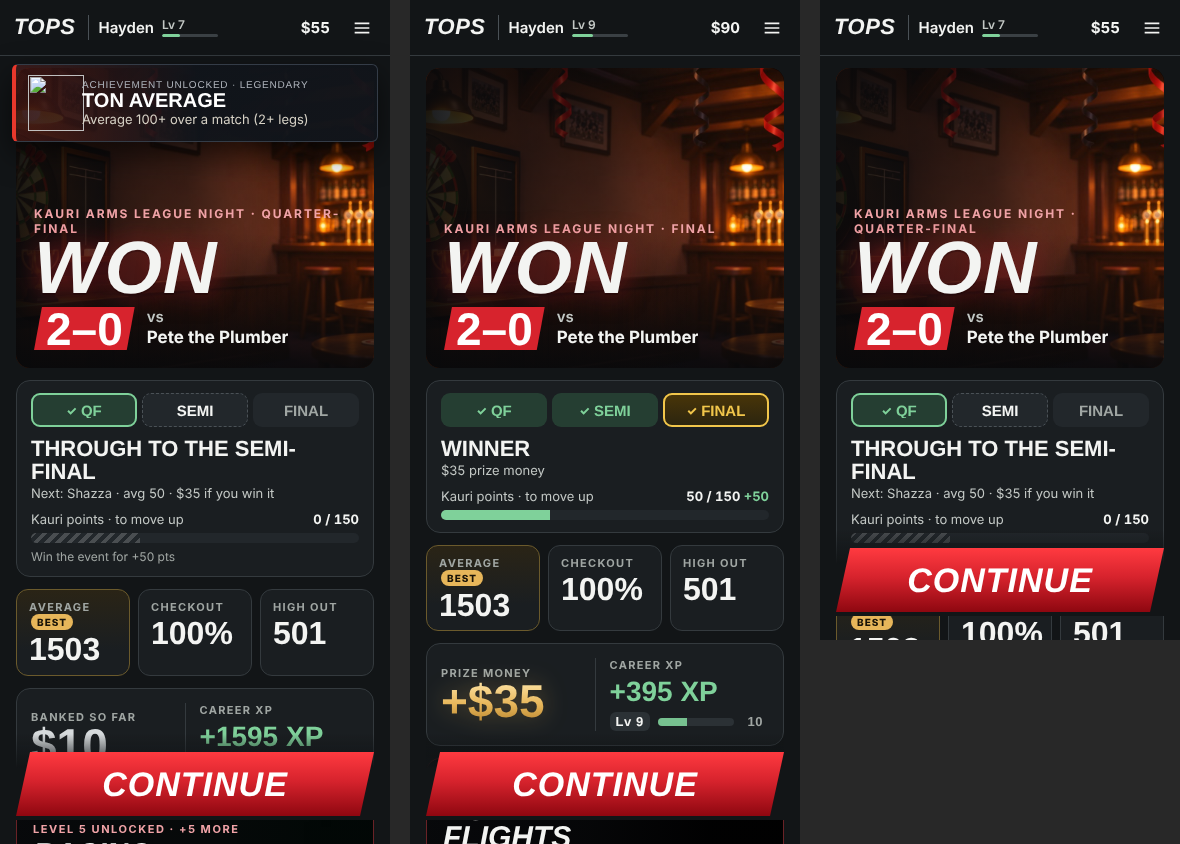 TOPS
Hayden
Lv 7
$55
ACHIEVEMENT UNLOCKED · LEGENDARY
TON AVERAGE
Average 100+ over a match (2+ legs)
KAURI ARMS LEAGUE NIGHT · QUARTER-
FINAL
WON
2–0
vs
Pete the Plumber
QF
SEMI
FINAL
THROUGH TO THE SEMI-
FINAL
Next: Shazza · avg 50 · $35 if you win it
Kauri points · to move up
0 / 150
Win the event for +50 pts
AVERAGE
BEST
1503
CHECKOUT
100%
HIGH OUT
501
BANKED SO FAR
$10
CAREER XP
+1595 XP
CONTINUE
LEVEL 5 UNLOCKED · +5 MORE
TOPS
Hayden
Lv 9
$90
KAURI ARMS LEAGUE NIGHT · FINAL
WON
2–0
vs
Pete the Plumber
QF
SEMI
FINAL
WINNER
$35 prize money
Kauri points · to move up
50 / 150 +50
AVERAGE
BEST
1503
CHECKOUT
100%
HIGH OUT
501
PRIZE MONEY
+$35
CAREER XP
+395 XP
Lv 9
10
CONTINUE
FLIGHTS
TOPS
Hayden
Lv 7
$55
KAURI ARMS LEAGUE NIGHT ·
QUARTER-FINAL
WON
2–0
vs
Pete the Plumber
QF
SEMI
FINAL
THROUGH TO THE SEMI-
FINAL
Next: Shazza · avg 50 · $35 if you win it
Kauri points · to move up
0 / 150
CONTINUE
BEST
1503
100%
501